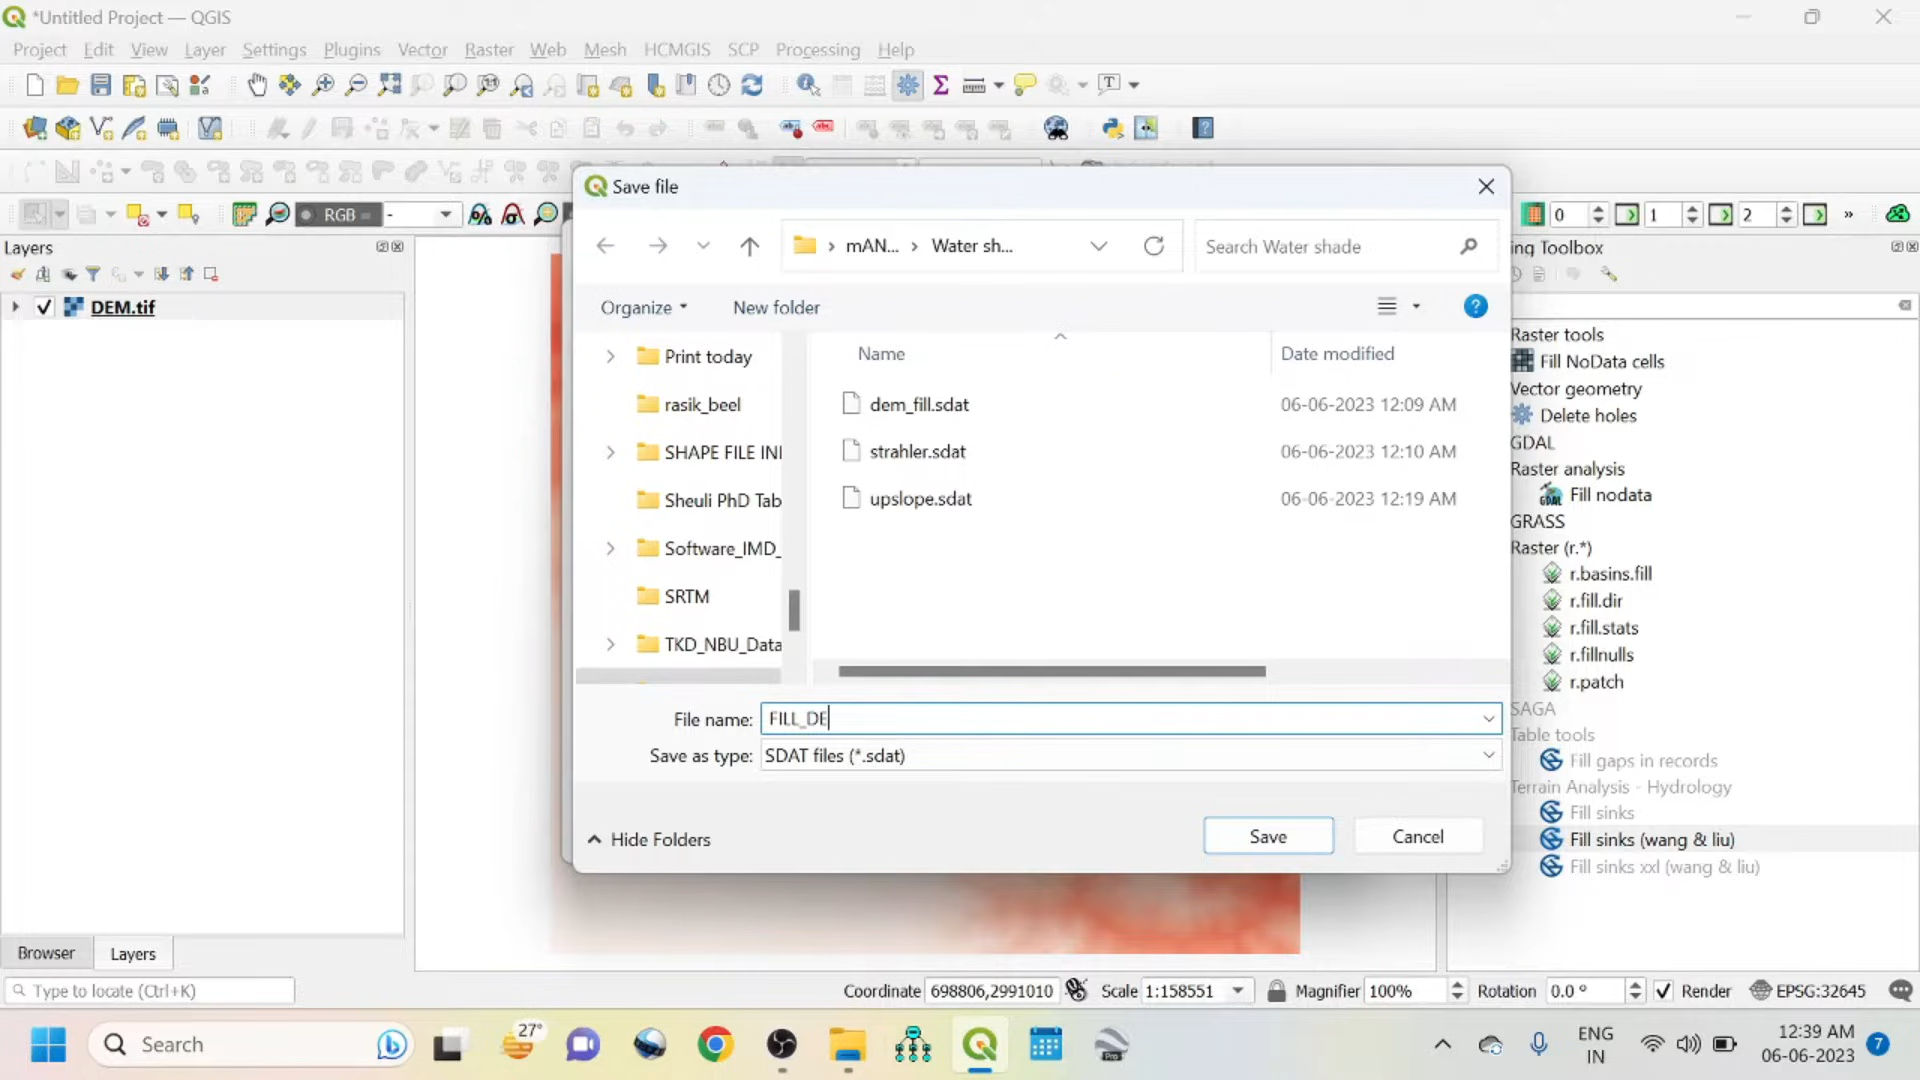 *Untitled Project — QGIS
Project Edit View Layer Settings Plugins Vector Raster Web Mesh HCMGIS SCP Processing Help
RGB - 0 1 2 »
Layers
DEM.tif
Save file
mAN... › Water sh...
Search Water shade
Organize New folder
Name Date modified
Print today
rasik_beel
SHAPE FILE INI
Sheuli PhD Tab
Software_IMD_
SRTM
TKD_NBU_Data
dem_fill.sdat 06-06-2023 12:09 AM
strahler.sdat 06-06-2023 12:10 AM
upslope.sdat 06-06-2023 12:19 AM
File name: FILL_DE
Save as type: SDAT files (*.sdat)
Hide Folders
Save Cancel
ing Toolbox
Raster tools
Fill NoData cells
Vector geometry
Delete holes
GDAL
Raster analysis
Fill nodata
GRASS
Raster (r.*)
r.basins.fill
r.fill.dir
r.fill.stats
r.fillnulls
r.patch
SAGA
Table tools
Fill gaps in records
Terrain Analysis - Hydrology
Fill sinks
Fill sinks (wang & liu)
Fill sinks xxl (wang & liu)
Browser Layers
Type to locate (Ctrl+K)
Coordinate 698806,2991010 Scale 1:158551 Magnifier 100% Rotation 0.0 ° Render EPSG:32645
Search
27°
Pro
ENG
IN
12:39 AM
06-06-2023
7